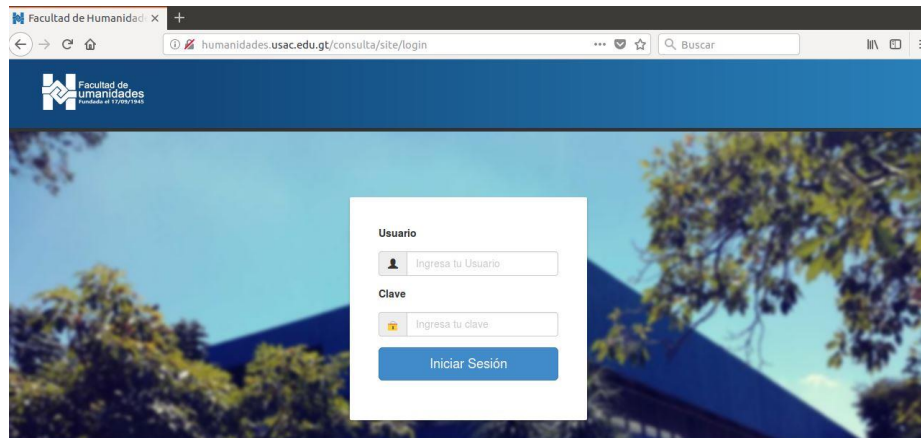 Facultad de Humanidad
humanidades.usac.edu.gt/consulta/site/login
Buscar
Facultad de
umanidades
Fundada el 17/09/1945
Usuario
Ingresa tu Usuario
Clave
Ingresa tu clave
Iniciar Sesión